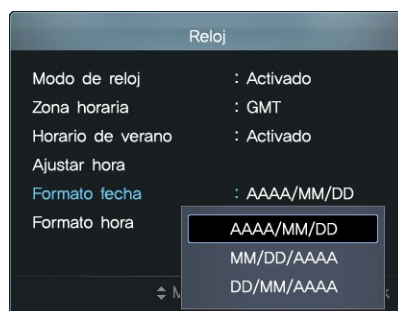 Reloj
Modo de reloj : Activado
Zona horaria : GMT
Horario de verano : Activado
Ajustar hora
Formato fecha : AAAA/MM/DD
Formato hora
AAAA/MM/DD
MM/DD/AAAA
DD/MM/AAAA